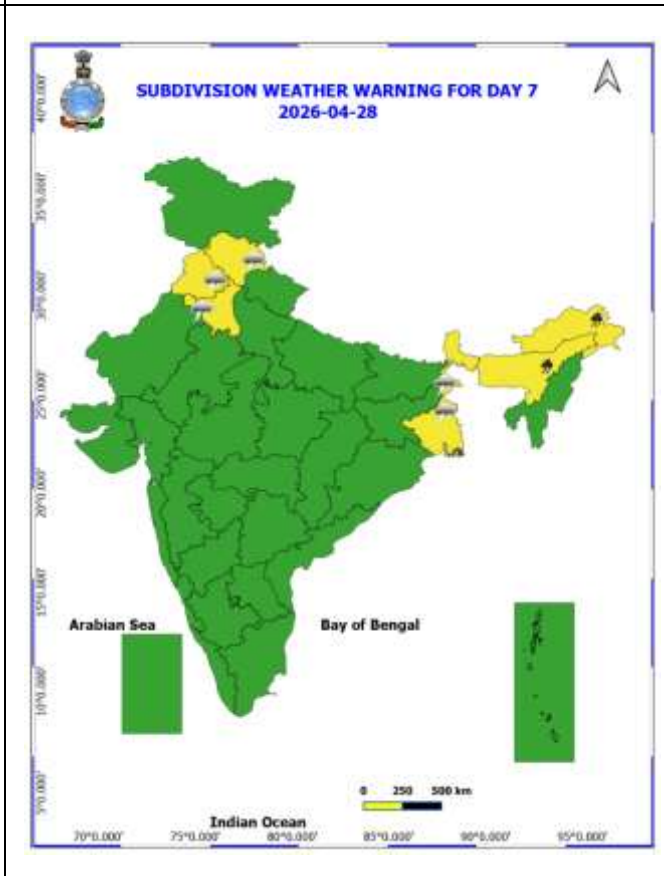 SUBDIVISION WEATHER WARNING FOR DAY 7
2026-04-28
40°0.000'
35°0.000'
30°0.000'
25°0.000'
20°0.000'
15°0.000'
10°0.000'
5°0.000'
Arabian Sea
Bay of Bengal
0 250 500 km
Indian Ocean
70°0.000' 75°0.000' 80°0.000' 85°0.000' 90°0.000' 95°0.000'